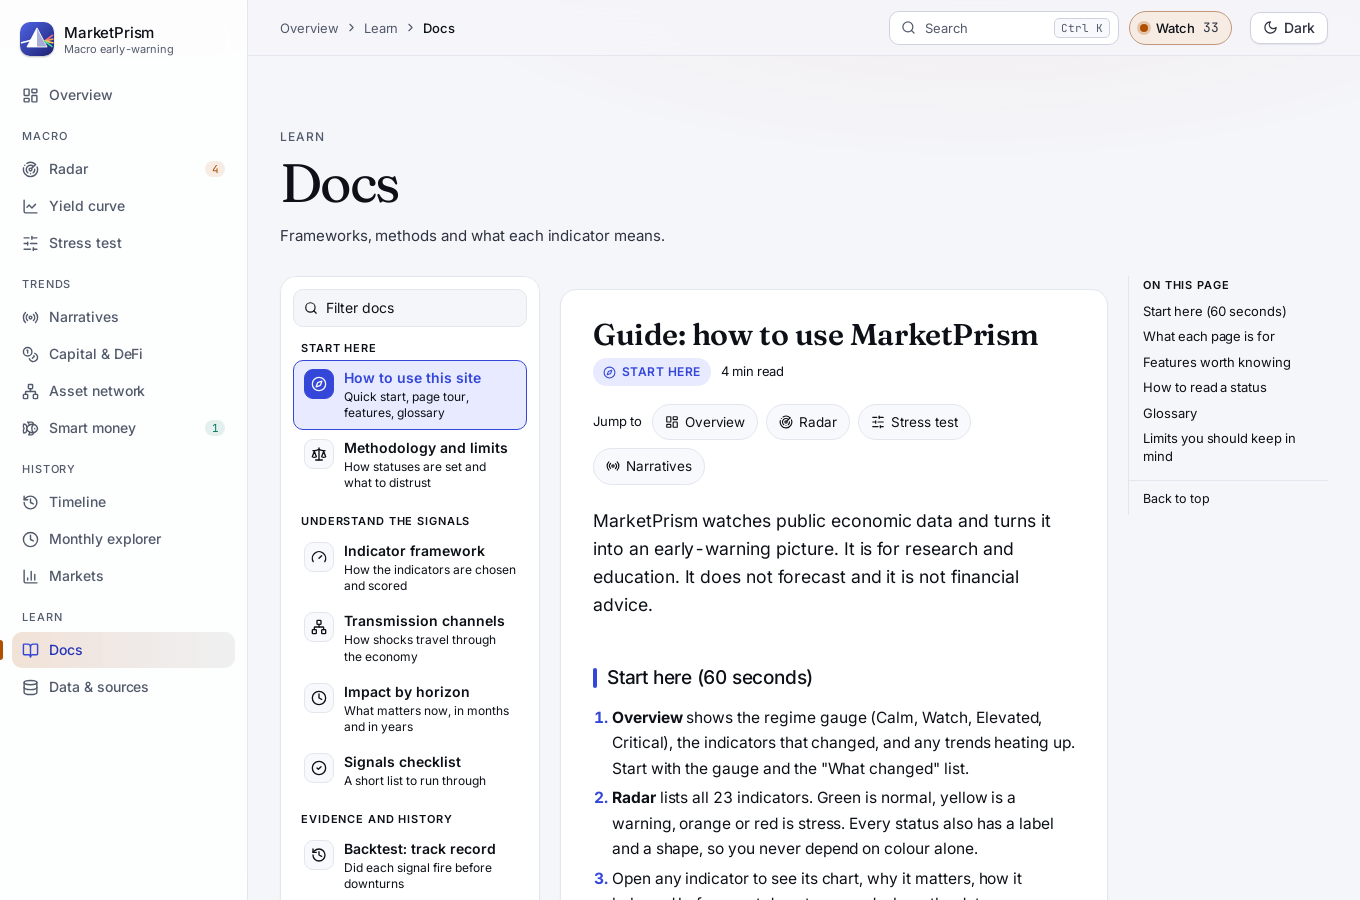 MarketPrism
Macro early-warning
Overview
MACRO
Radar 4
Yield curve
Stress test
TRENDS
Narratives
Capital & DeFi
Asset network
Smart money 1
HISTORY
Timeline
Monthly explorer
Markets
LEARN
Docs
Data & sources
Overview > Learn > Docs
Search Ctrl K
Watch 33
Dark
LEARN
Docs
Frameworks, methods and what each indicator means.
Filter docs
START HERE
How to use this site
Quick start, page tour,
features, glossary
Methodology and limits
How statuses are set and
what to distrust
UNDERSTAND THE SIGNALS
Indicator framework
How the indicators are chosen
and scored
Transmission channels
How shocks travel through
the economy
Impact by horizon
What matters now, in months
and in years
Signals checklist
A short list to run through
EVIDENCE AND HISTORY
Backtest: track record
Did each signal fire before
downturns
Guide: how to use MarketPrism
START HERE 4 min read
Jump to Overview Radar Stress test
Narratives
MarketPrism watches public economic data and turns it
into an early-warning picture. It is for research and
education. It does not forecast and it is not financial
advice.
Start here (60 seconds)
1. Overview shows the regime gauge (Calm, Watch, Elevated,
Critical), the indicators that changed, and any trends heating up.
Start with the gauge and the "What changed" list.
2. Radar lists all 23 indicators. Green is normal, yellow is a
warning, orange or red is stress. Every status also has a label
and a shape, so you never depend on colour alone.
3. Open any indicator to see its chart, why it matters, how it
ON THIS PAGE
Start here (60 seconds)
What each page is for
Features worth knowing
How to read a status
Glossary
Limits you should keep in
mind
Back to top